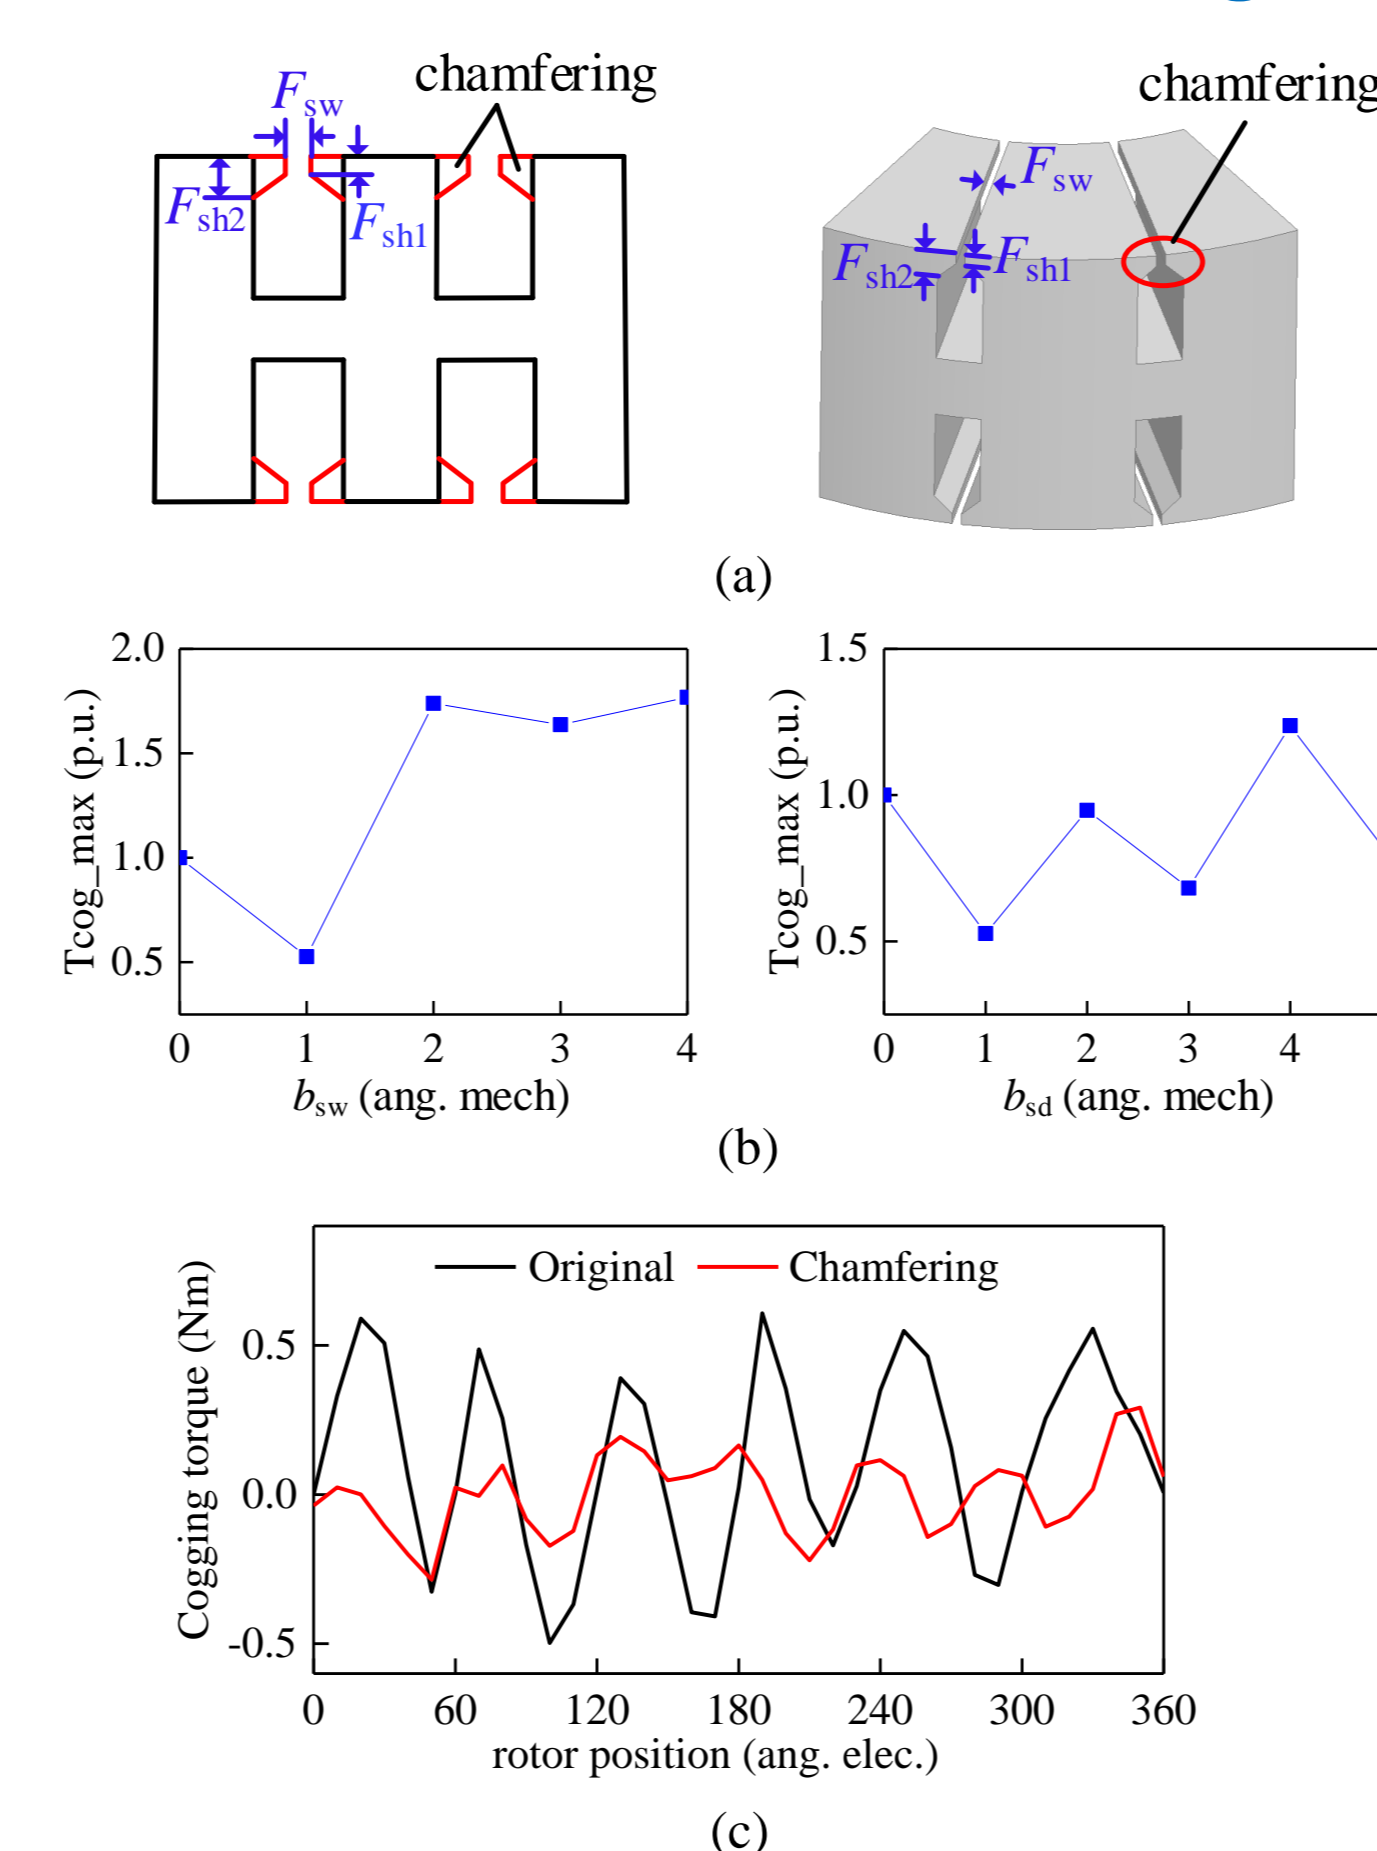 chamfering
chamfering
Fsw
Fsh2
Fsh1
Fsw
Fsh2
Fsh1
(a)
2.0
1.5
1.0
0.5
Tcog_max (p.u.)
0 1 2 3 4
bsw (ang. mech)
1.5
1.0
0.5
Tcog_max (p.u.)
0 1 2 3 4
bsd (ang. mech)
(b)
Original Chamfering
0.5
0.0
-0.5
Cogging torque (Nm)
0 60 120 180 240 300 360
rotor position (ang. elec.)
(c)